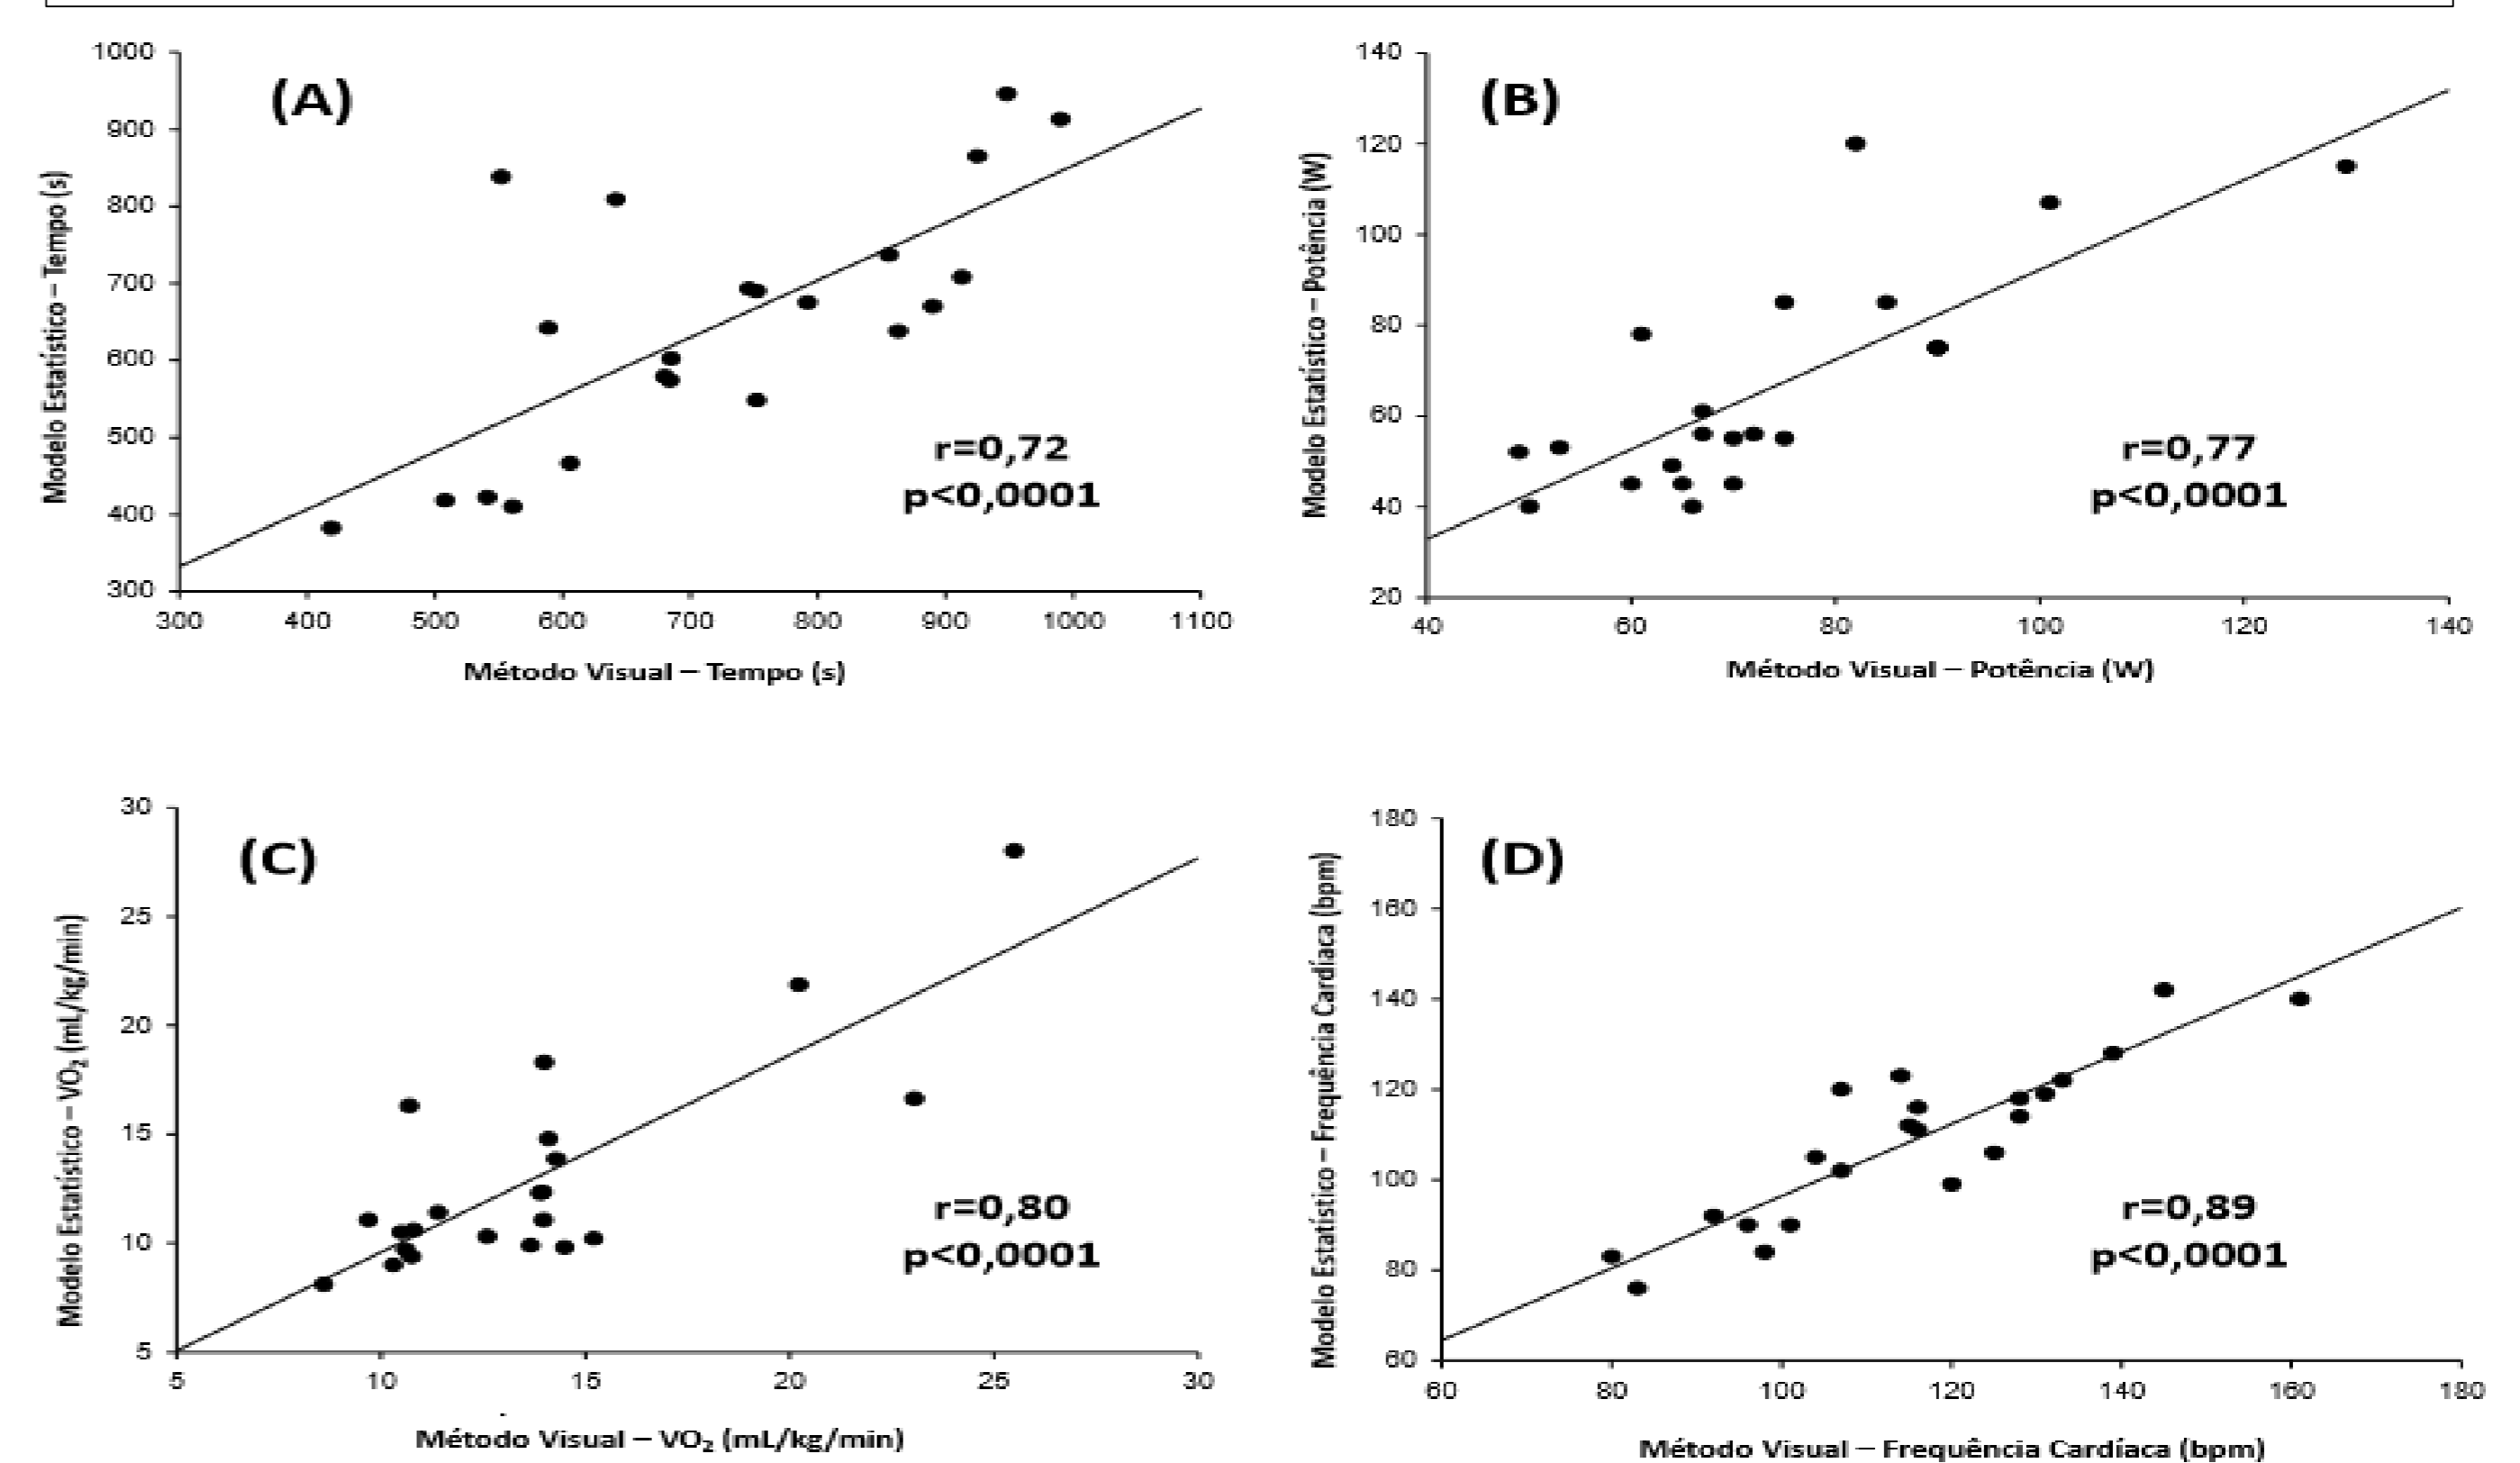 (A)
Modelo Estatístico – Tempo (s)
1000
900
800
700
600
500
400
300
r=0,72
p<0,0001
300 400 500 600 700 800 900 1000 1100
Método Visual – Tempo (s)
(B)
Modelo Estatístico – Potência (W)
140
120
100
80
60
40
20
r=0,77
p<0,0001
40 60 80 100 120 140
Método Visual – Potência (W)
(C)
Modelo Estatístico – VO₂ (mL/kg/min)
30
25
20
15
10
5
r=0,80
p<0,0001
5 10 15 20 25 30
Método Visual – VO₂ (mL/kg/min)
(D)
Modelo Estatístico – Frequência Cardíaca (bpm)
180
160
140
120
100
80
60
r=0,89
p<0,0001
60 80 100 120 140 160 180
Método Visual – Frequência Cardíaca (bpm)